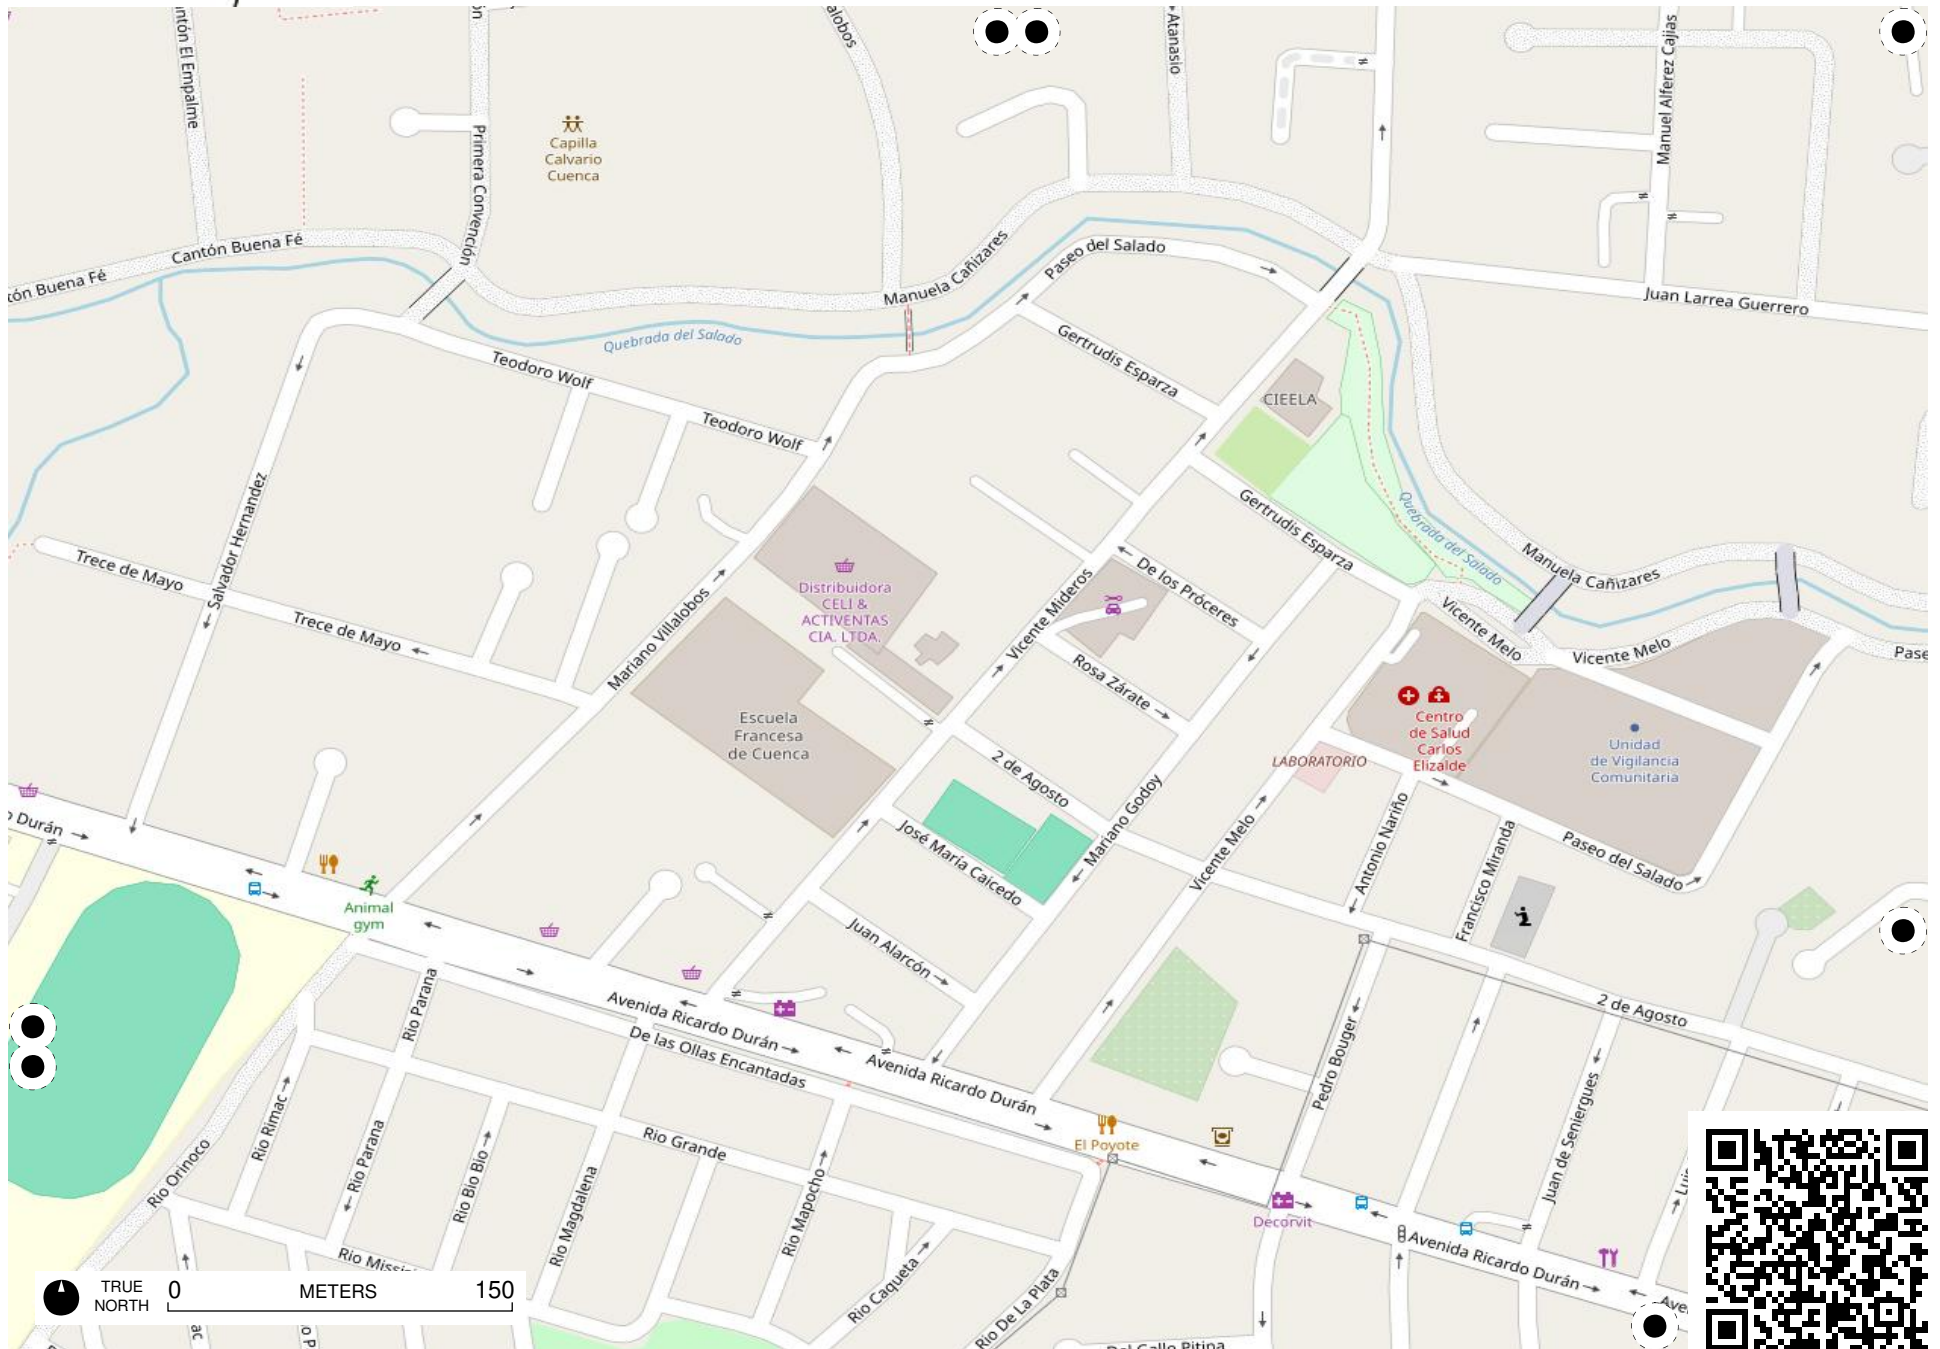 Cantón El Empalme
Primera Convención
Capilla
Calvario
Cuenca
Atanasio
Manuel Alferez Cajias
Cantón Buena Fé
Manuela Cañizares
Paseo del Salado
Juan Larrea Guerrero
Quebrada del Salado
Gertrudis Esparza
Teodoro Wolf
Teodoro Wolf
CIEELA
Salvador Hernandez
Gertrudis Esparza
Quebrada del Salado
Trece de Mayo
Trece de Mayo
Mariano Villalobos
Distribuidora
CELI &
ACTIVENTAS
CIA. LTDA.
Vicente Mideros
De los Próceres
Manuela Cañizares
Vicente Melo
Vicente Melo
Rosa Zárate
Escuela
Francesa
de Cuenca
2 de Agosto
LABORATORIO
Centro
de Salud
Carlos
Elizalde
Unidad
de Vigilancia
Comunitaria
Durán
José María Caicedo
Mariano Godoy
Vicente Melo
Antonio Nariño
Francisco Miranda
Paseo del Salado
Animal
gym
Juan Alarcón
Rio Parana
Avenida Ricardo Durán
De las Ollas Encantadas
Avenida Ricardo Durán
2 de Agosto
Pedro Bouger
Juan de Seniergues
Rio Rimac
Rio Orinoco
Rio Parana
Rio Bio Bio
Rio Magdalena
Rio Grande
Rio Mapocho
El Poyote
Decorvit
Avenida Ricardo Durán
Rio Caqueta
Rio De La Plata
TRUE
NORTH
0 METERS 150